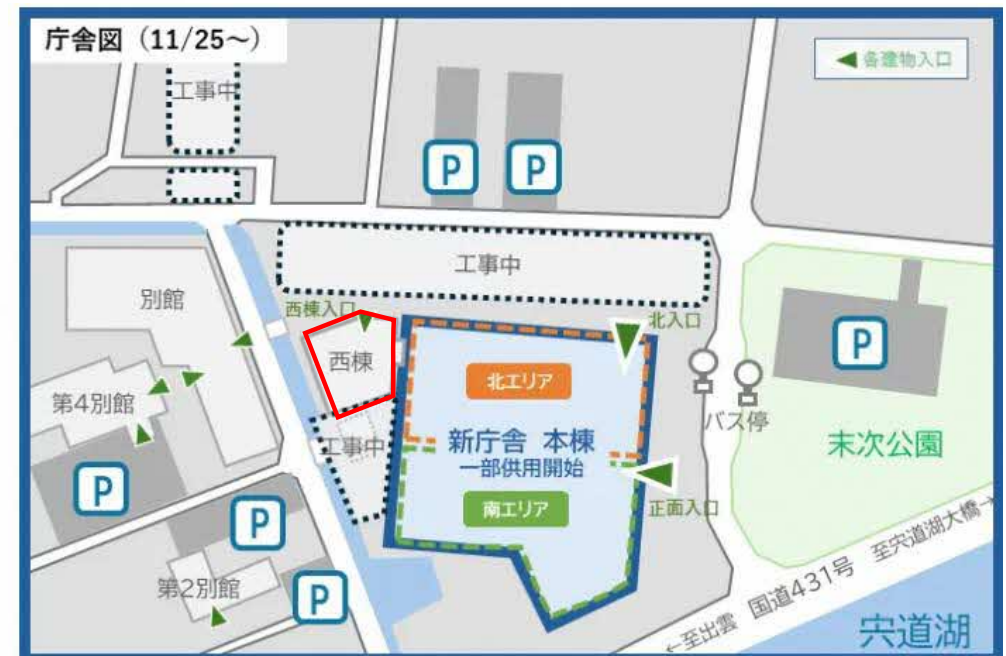 庁舎図（11/25～）
◀各建物入口
工事中
P
P
工事中
別館
西棟入口
北入口
西棟
北エリア
P
第4別館
バス停
工事中
新庁舎 本棟
一部供用開始
末次公園
P
P
南エリア
正面入口
第2別館
P
←至出雲 国道431号 至宍道湖大橋→
宍道湖